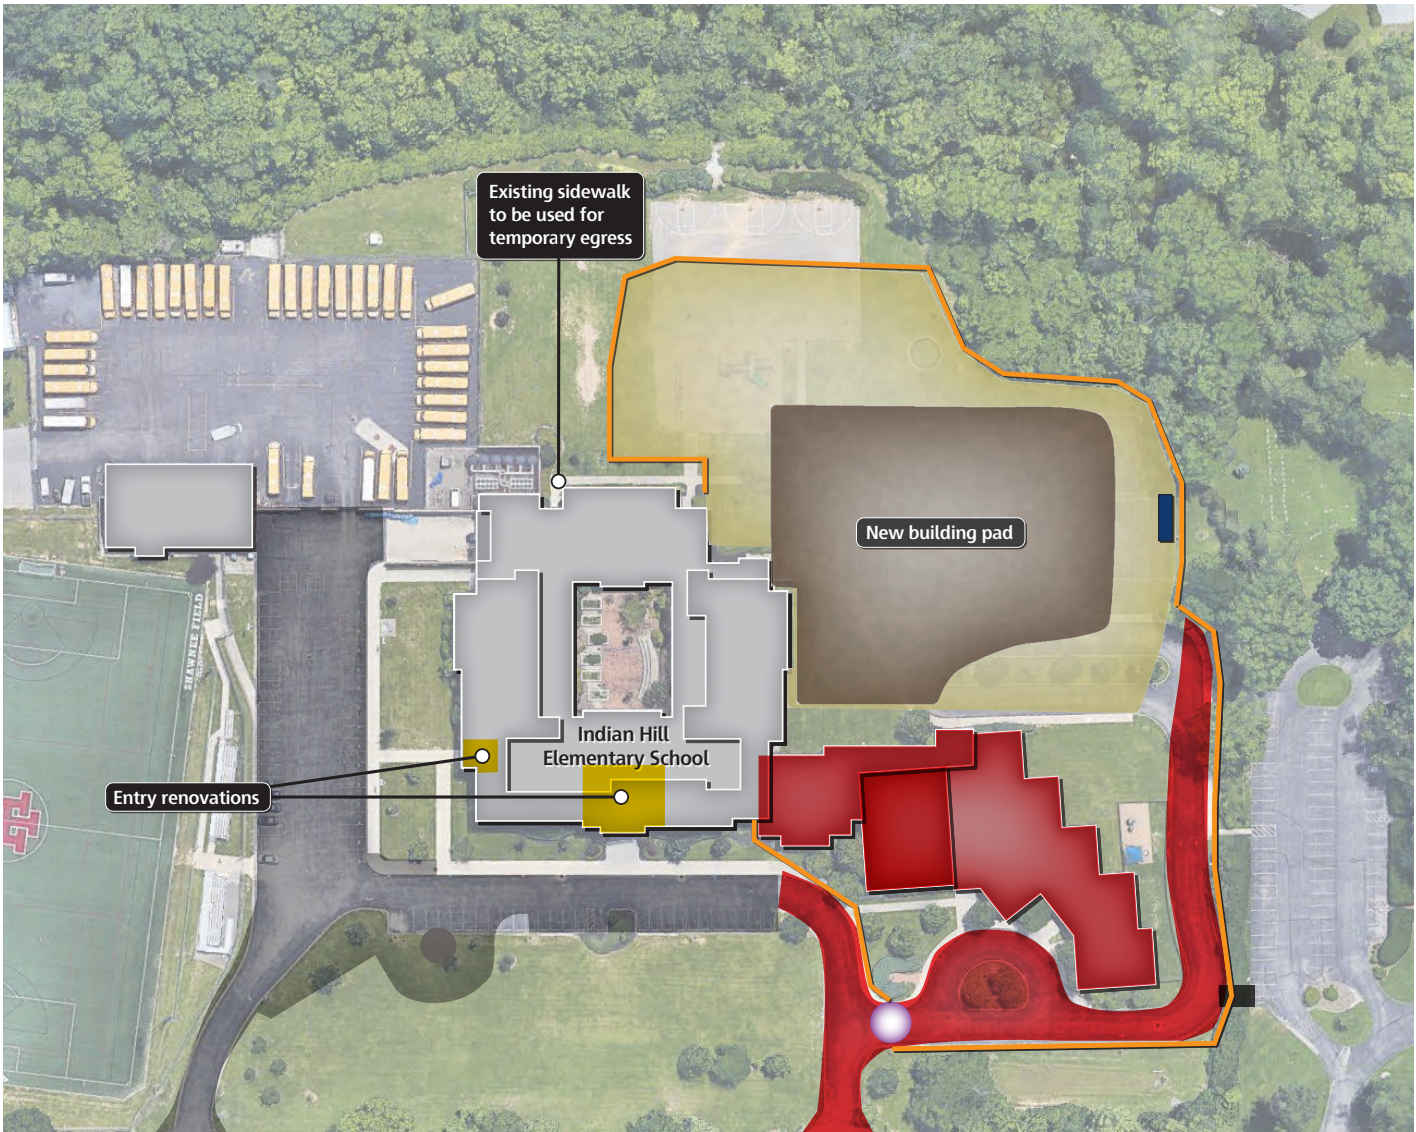 Existing sidewalk
to be used for
temporary egress
New building pad
SHAWNEE FIELD
Indian Hill
Elementary School
Entry renovations